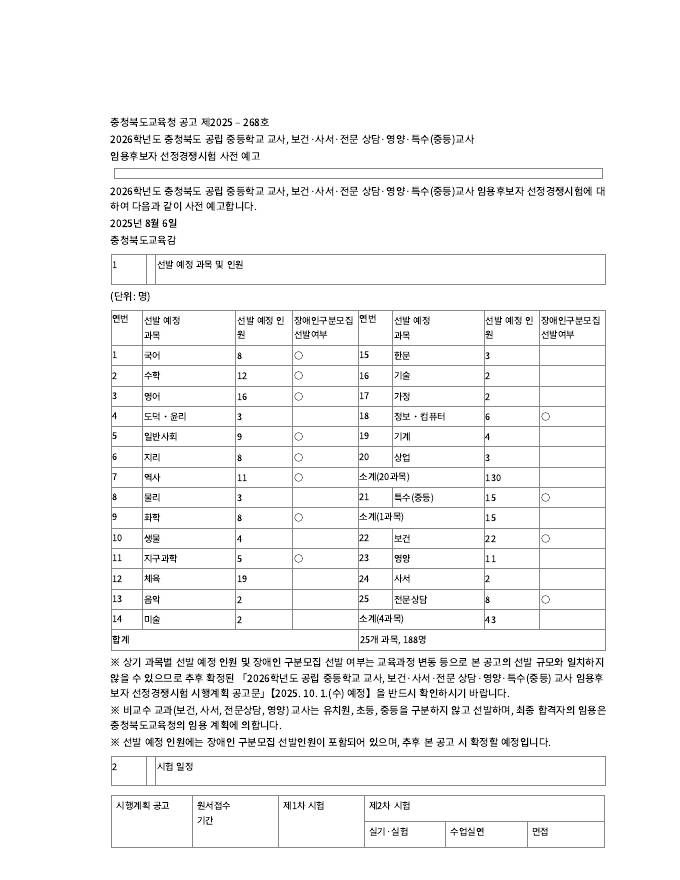 충청북도교육청 공고 제2025 – 268호
2026학년도 충청북도 공립 중등학교 교사, 보건·사서·전문 상담·영양·특수(중등)교사
임용후보자 선정경쟁시험 사전 예고
2026학년도 충청북도 공립 중등학교 교사, 보건·사서·전문 상담·영양·특수(중등)교사 임용후보자 선정경쟁시험에 대
하여 다음과 같이 사전 예고합니다.
2025년 8월 6일
충청북도교육감
1 선발 예정 과목 및 인원
(단위: 명)
연번 선발 예정 과목 선발 예정 인원 장애인구분모집 선발여부 연번 선발 예정 과목 선발 예정 인원 장애인구분모집 선발여부
1 국어 8 ○ 15 한문 3
2 수학 12 ○ 16 기술 2
3 영어 16 ○ 17 가정 2
4 도덕・윤리 3 18 정보・컴퓨터 6 ○
5 일반사회 9 ○ 19 기계 4
6 지리 8 ○ 20 상업 3
7 역사 11 ○ 소계(20과목) 130
8 물리 3 21 특수(중등) 15 ○
9 화학 8 ○ 소계(1과목) 15
10 생물 4 22 보건 22 ○
11 지구과학 5 ○ 23 영양 11
12 체육 19 24 사서 2
13 음악 2 25 전문상담 8 ○
14 미술 2 소계(4과목) 43
합계 25개 과목, 188명
※ 상기 과목별 선발 예정 인원 및 장애인 구분모집 선발 여부는 교육과정 변동 등으로 본 공고의 선발 규모와 일치하지
않을 수 있으므로 추후 확정된 「2026학년도 충청북도 공립 중등학교 교사, 보건·사서·전문 상담·영양·특수(중등) 교사 임용후
보자 선정경쟁시험 시행계획 공고문」【2025. 10. 1.(수) 예정】을 반드시 확인하시기 바랍니다.
※ 비교수 교과(보건, 사서, 전문상담, 영양) 교사는 유치원, 초등, 중등을 구분하지 않고 선발하며, 최종 합격자의 임용은
충청북도교육청의 임용 계획에 의합니다.
※ 선발 예정 인원에는 장애인 구분모집 선발인원이 포함되어 있으며, 추후 본 공고 시 확정할 예정입니다.
2 시험 일정
시행계획 공고 원서접수 기간 제1차 시험 제2차 시험
실기·실험 수업실연 면접